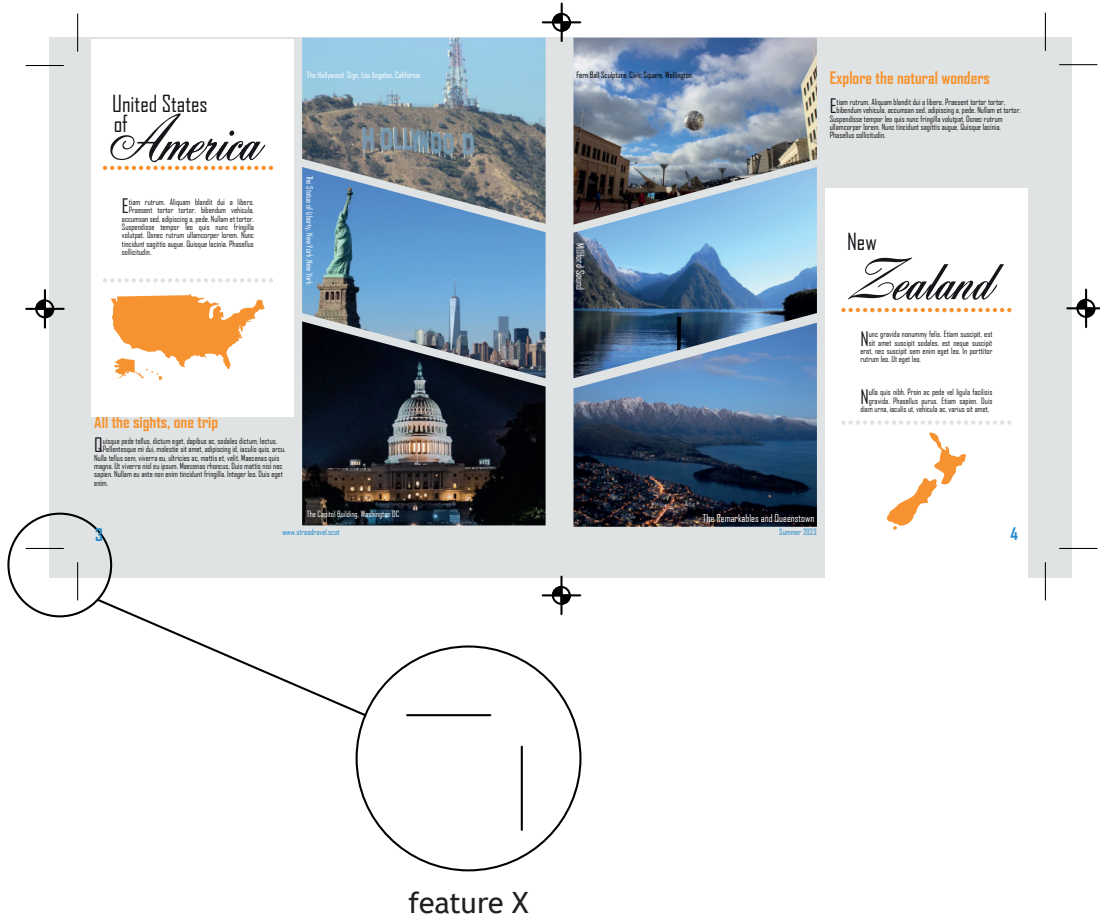 United States
of
America
Etiam rutrum. Aliquam blandit dui a libero.
Praesent tortor tortor, bibendum vehicula,
accumsan sed, adipiscing a, pede. Nullam et tortor.
Suspendisse tempor leo quis nunc fringilla
volutpat. Donec rutrum ullamcorper lorem. Nunc
tincidunt sagittis augue. Quisque lacinia. Phasellus
sollicitudin.
All the sights, one trip
Quisque pede tellus, dictum eget, dapibus ac, sodales dictum, lectus.
Pellentesque mi dui, molestie sit amet, adipiscing id, iaculis quis, arcu.
Nulla tellus sem, viverra eu, ultricies ac, mattis et, velit. Maecenas quis
magna. Ut viverra nisl eu ipsum. Maecenas rhoncus. Duis mattis nisi nec
sapien. Nullam eu ante non enim tincidunt fringilla. Integer leo. Duis eget
enim.
3
The Hollywood Sign, Los Angeles, California
HOLLYWOOD
The Statue of Liberty, New York, New York
The Capitol Building, Washington DC
www.straadravel.scot
Fern Ball Sculpture, Civic Square, Wellington
Milford Sound
The Remarkables and Queenstown
Summer 2023
Explore the natural wonders
Etiam rutrum. Aliquam blandit dui a libero. Praesent tortor tortor,
bibendum vehicula, accumsan sed, adipiscing a, pede. Nullam et tortor.
Suspendisse tempor leo quis nunc fringilla volutpat. Donec rutrum
ullamcorper lorem. Nunc tincidunt sagittis augue. Quisque lacinia.
Phasellus sollicitudin.
New
Zealand
Nunc gravida nonummy felis. Etiam suscipit, est
sit amet suscipit sodales, est neque suscipit
erat, nec suscipit sem enim eget leo. In porttitor
rutrum leo. Ut eget leo.
Nulla quis nibh. Proin ac pede vel ligula facilisis
gravida. Phasellus purus. Etiam sapien. Duis
diam urna, iaculis ut, vehicula ac, varius sit amet,
4
feature X